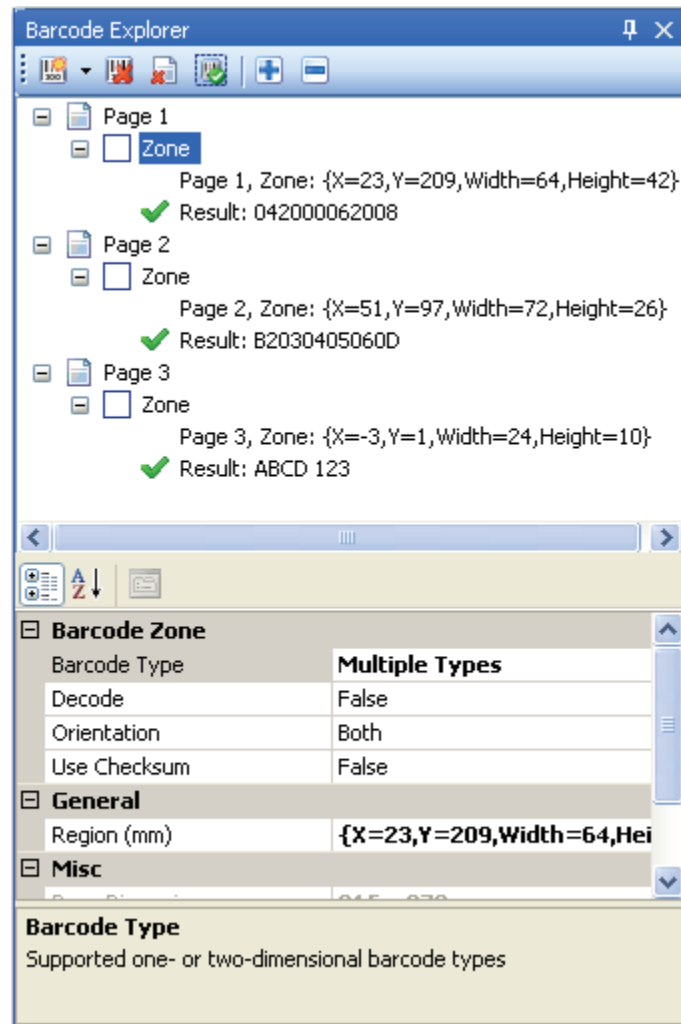 Barcode Explorer
Page 1
Zone
Page 1, Zone: {X=23,Y=209,Width=64,Height=42}
Result: 042000062008
Page 2
Zone
Page 2, Zone: {X=51,Y=97,Width=72,Height=26}
Result: B2030405060D
Page 3
Zone
Page 3, Zone: {X=-3,Y=1,Width=24,Height=10}
Result: ABCD 123
Barcode Zone
Barcode Type Multiple Types
Decode False
Orientation Both
Use Checksum False
General
Region (mm) {X=23,Y=209,Width=64,Hei
Misc
Barcode Type
Supported one- or two-dimensional barcode types